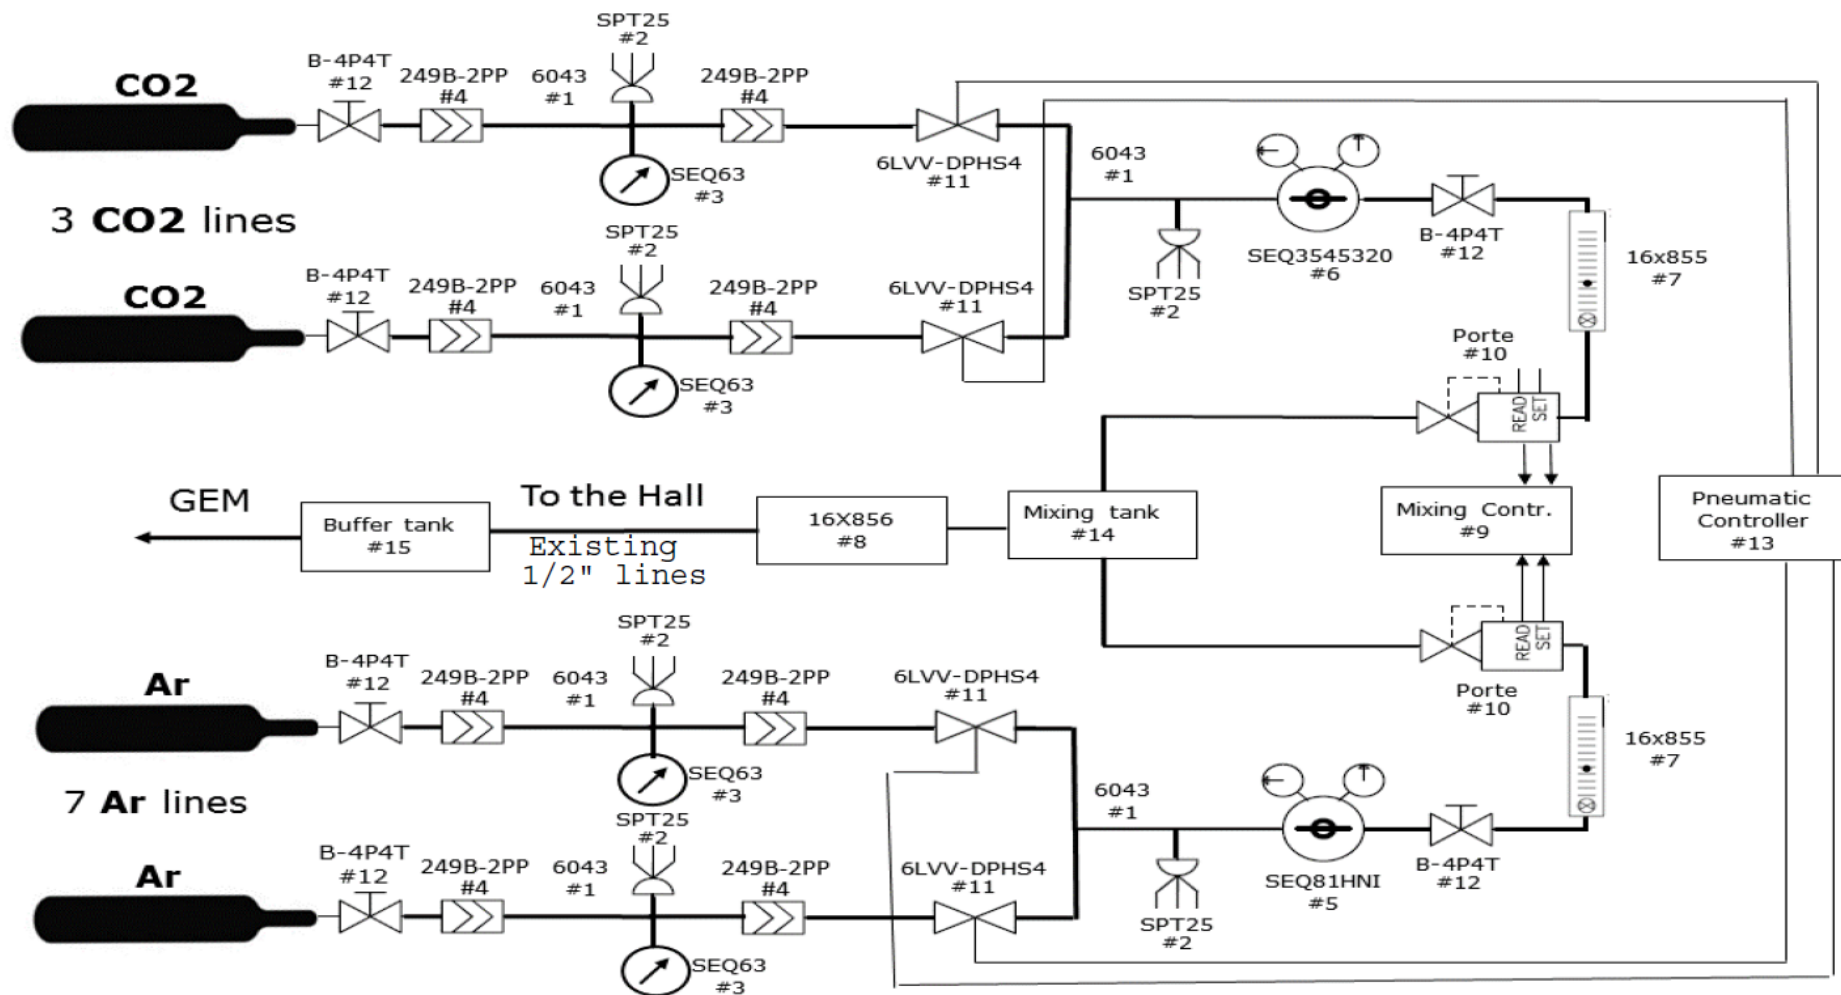 SPT25
#2
B-4P4T
#12
249B-2PP
#4
6043
#1
249B-2PP
#4
CO2
SEQ63
#3
6LVV-DPHS4
#11
6043
#1
3 CO2 lines
SPT25
#2
SEQ3545320
#6
B-4P4T
#12
16x855
#7
B-4P4T
#12
249B-2PP
#4
6043
#1
249B-2PP
#4
6LVV-DPHS4
#11
SPT25
#2
CO2
SEQ63
#3
Porte
#10
READ
SET
GEM
Buffer tank
#15
To the Hall
Existing
1/2" lines
16X856
#8
Mixing tank
#14
Mixing Contr.
#9
Pneumatic
Controller
#13
READ
SET
Porte
#10
SPT25
#2
B-4P4T
#12
249B-2PP
#4
6043
#1
249B-2PP
#4
6LVV-DPHS4
#11
Ar
SEQ63
#3
16x855
#7
7 Ar lines
6043
#1
SPT25
#2
B-4P4T
#12
249B-2PP
#4
6043
#1
249B-2PP
#4
6LVV-DPHS4
#11
SEQ81HNI
#5
B-4P4T
#12
Ar
SPT25
#2
SEQ63
#3